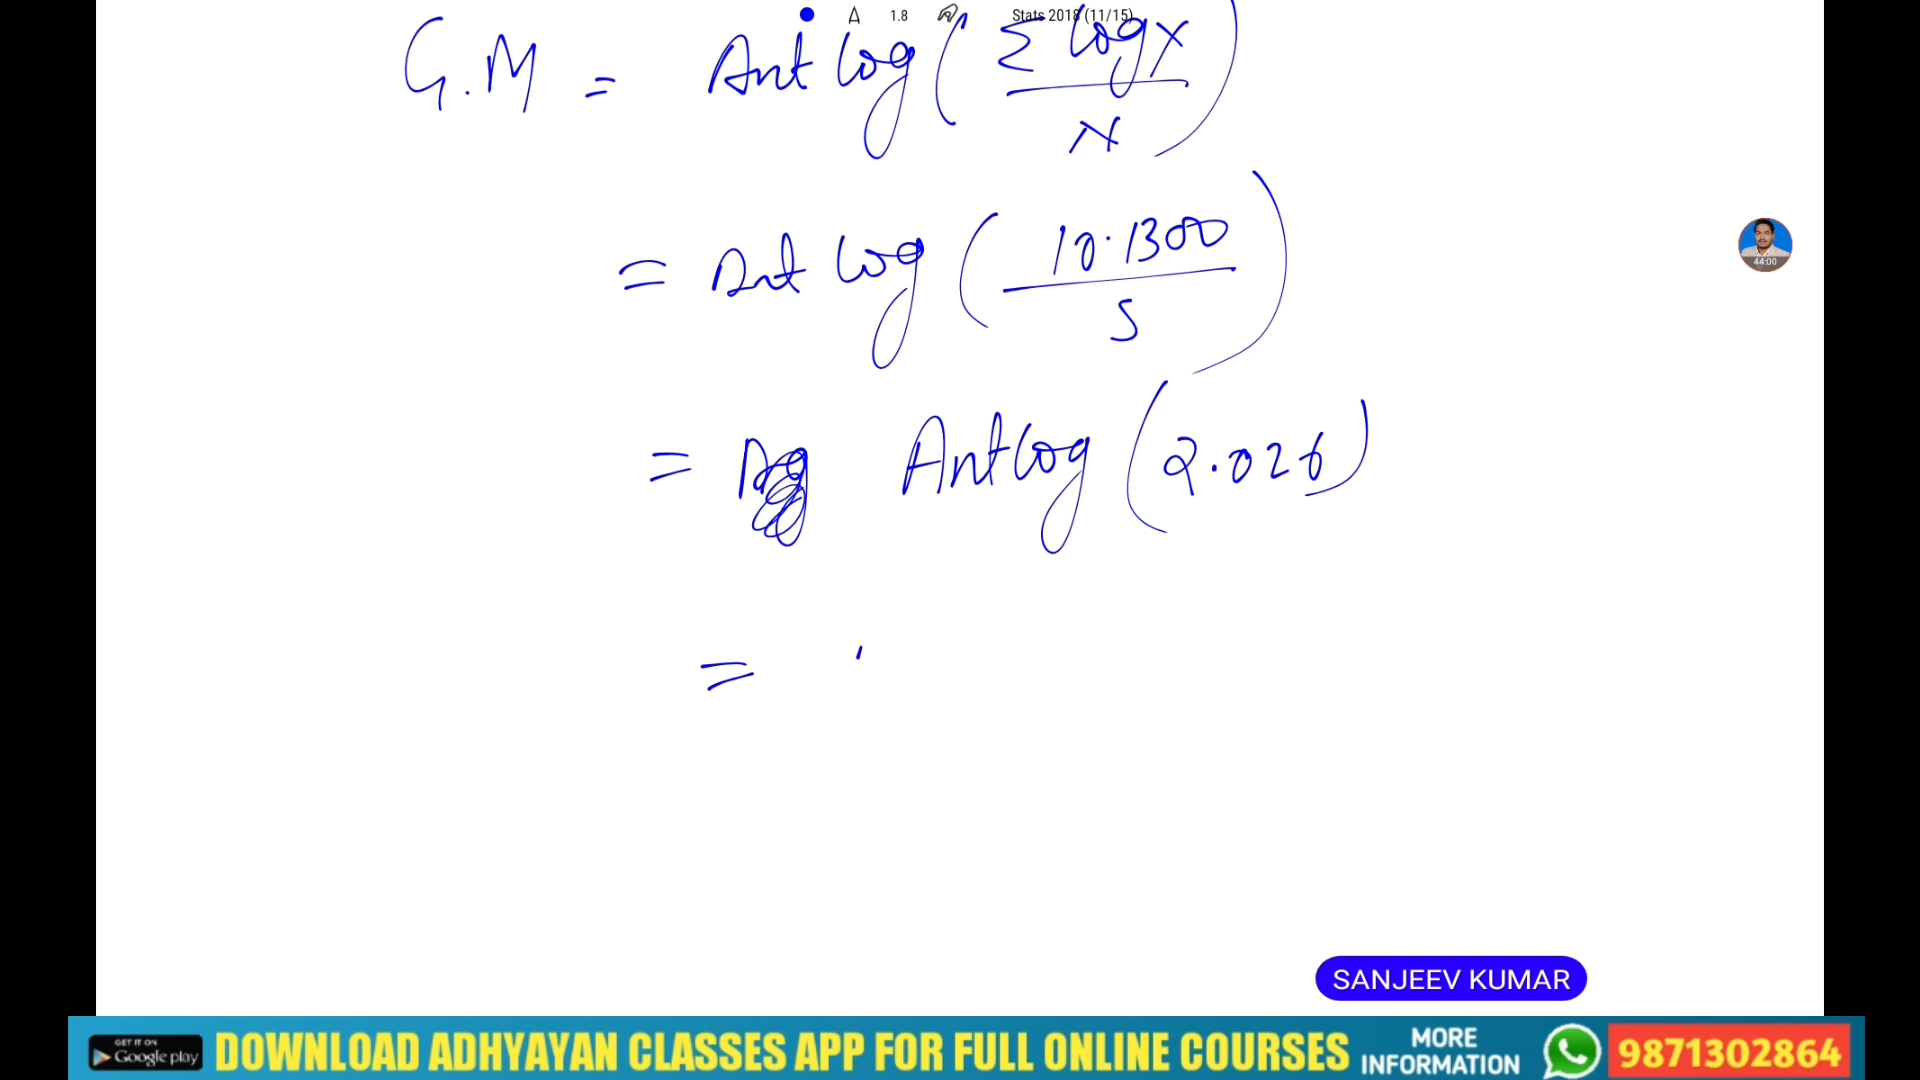 1.8 Stats 2018 (11/15)
G.M = Ant log ( Σ log X / N )
= Ant log ( 10.1300 / 5 )
44:00
= Ant log ( 2.026 )
=
SANJEEV KUMAR
GET IT ON Google play DOWNLOAD ADHYAYAN CLASSES APP FOR FULL ONLINE COURSES MORE INFORMATION 9871302864